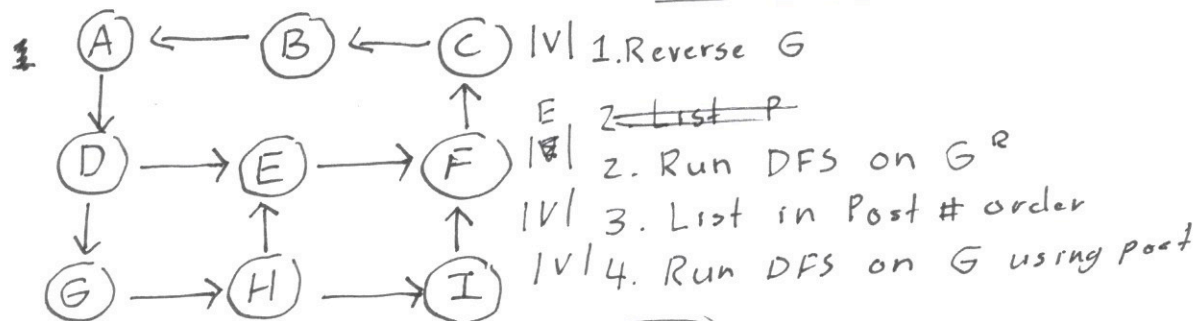 A B C |V| 1. Reverse G
E 2 List P
D E F |V| 2. Run DFS on G^R
|V| 3. List in Post # order
G H I |V| 4. Run DFS on G using post